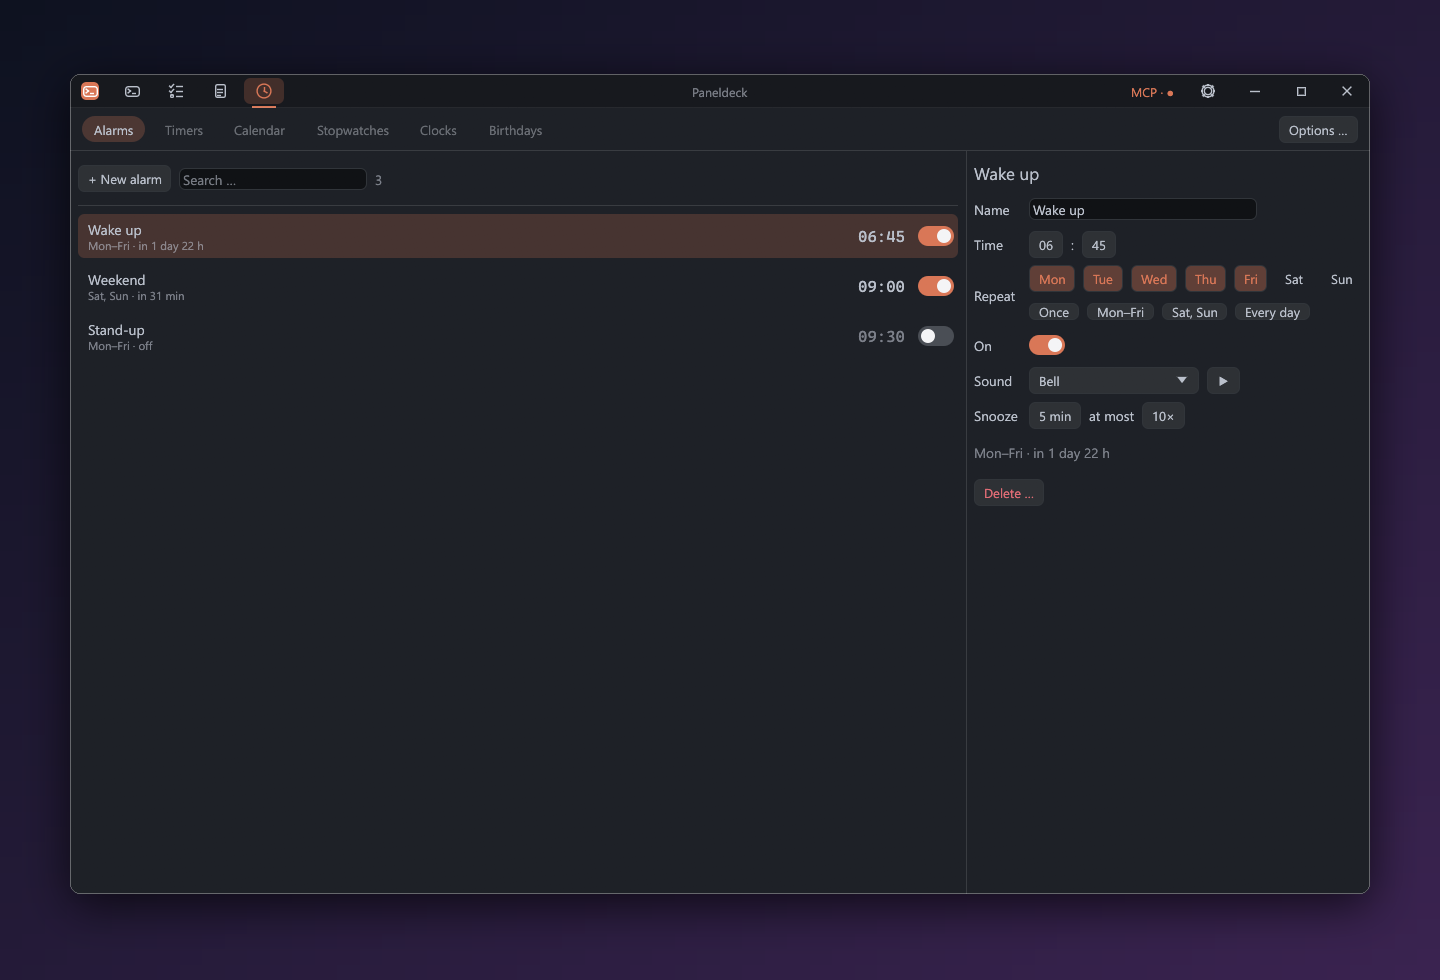 Paneldeck
MCP ·
Alarms Timers Calendar Stopwatches Clocks Birthdays Options ...
+ New alarm Search ... 3
Wake up
Mon–Fri · in 1 day 22 h
06:45
Weekend
Sat, Sun · in 31 min
09:00
Stand-up
Mon–Fri · off
09:30
Wake up
Name Wake up
Time 06 : 45
Repeat
Mon Tue Wed Thu Fri Sat Sun
Once Mon–Fri Sat, Sun Every day
On
Sound Bell
Snooze 5 min at most 10×
Mon–Fri · in 1 day 22 h
Delete ...